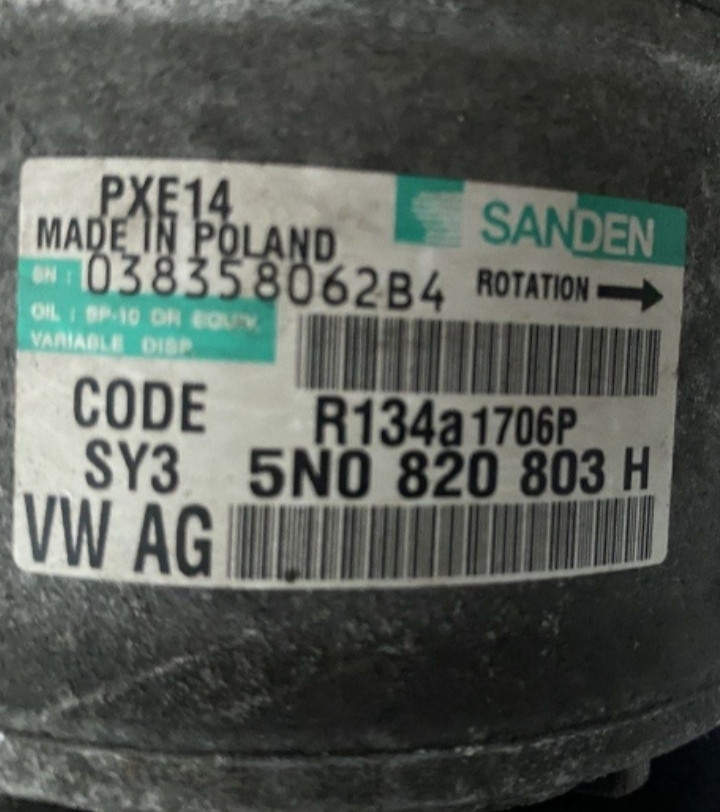 PXE14
SANDEN
MADE IN POLAND
SN : 038358062B4
ROTATION
OIL : SP-10 OR EQUIV.
VARIABLE DISP.
CODE
R134a 1706P
SY3
5N0 820 803 H
VW AG